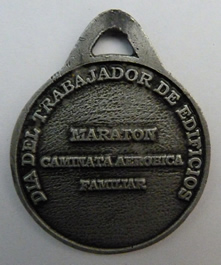 DIA DEL TRABAJADOR DE EDIFICIOS
MARATON
CAMINATA AEROBICA
FAMILIAR